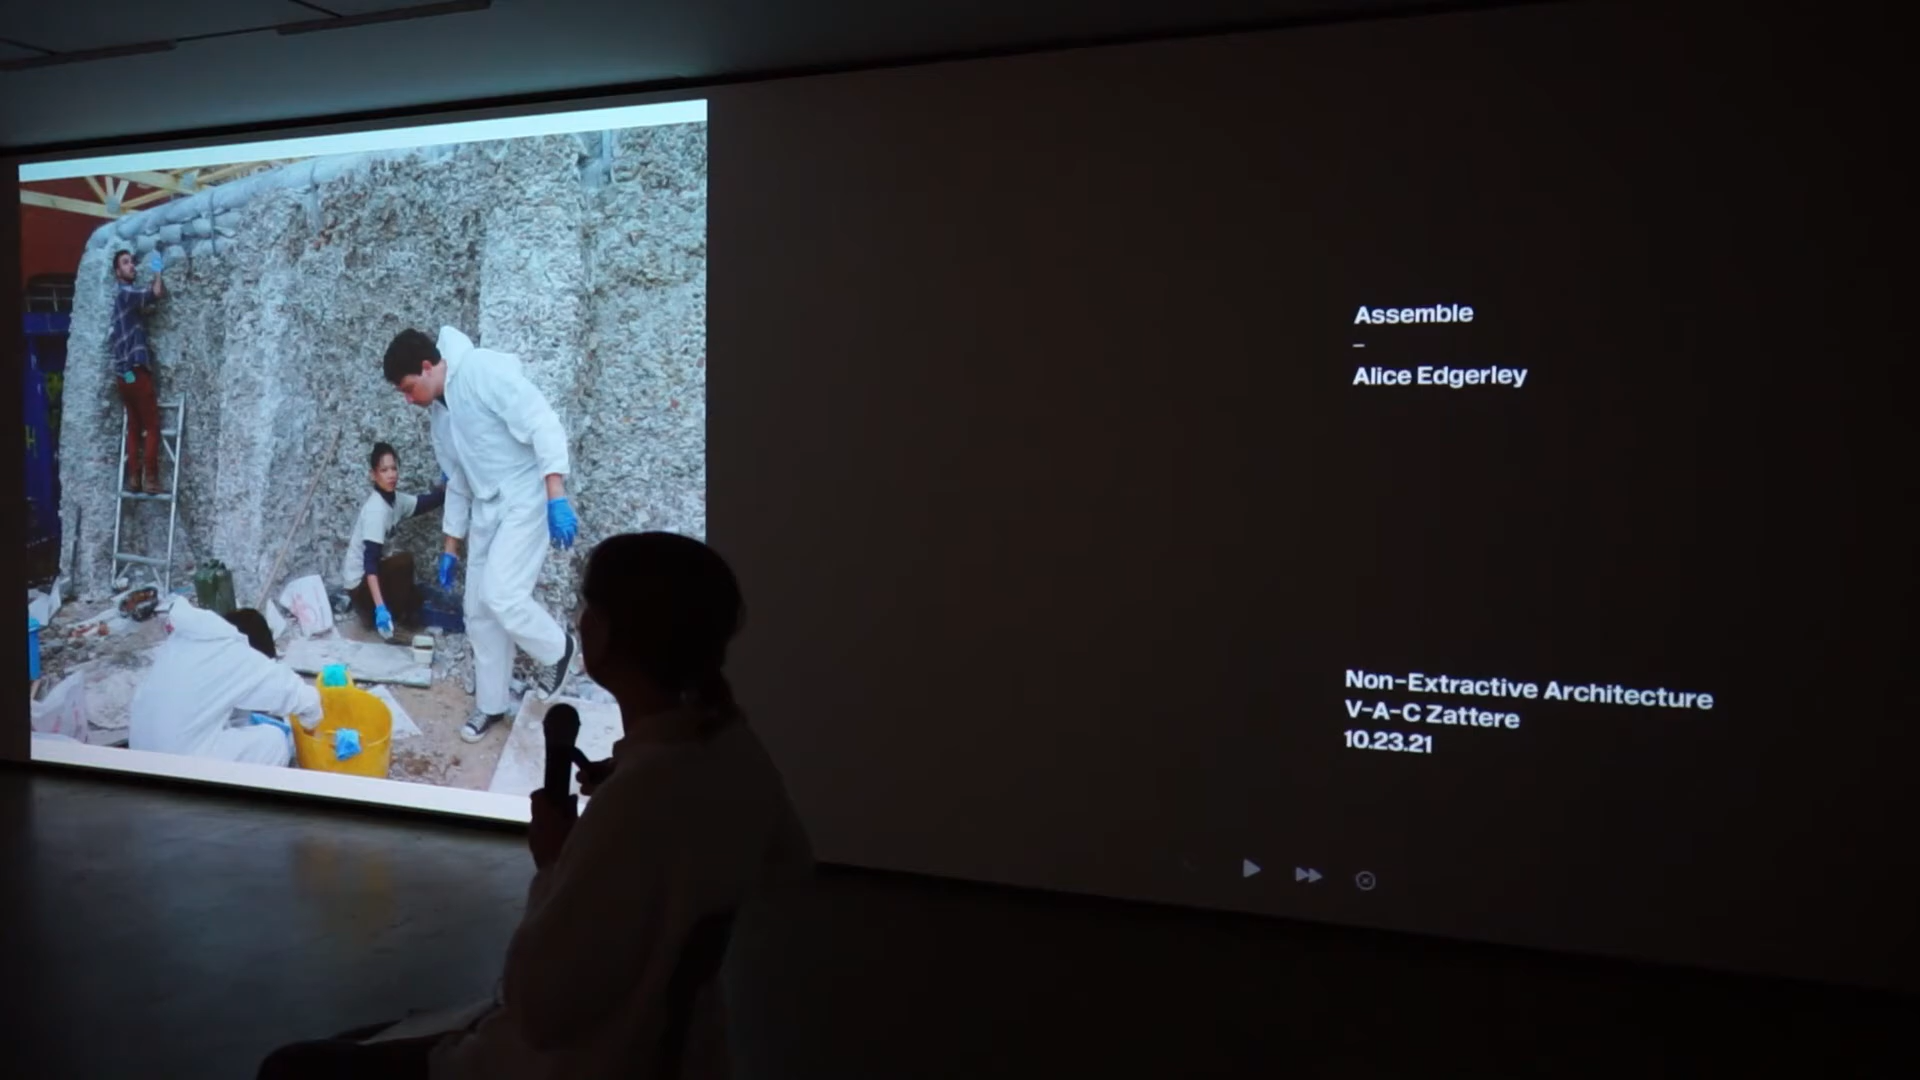 Assemble
–
Alice Edgerley
Non-Extractive Architecture
V-A-C Zattere
10.23.21